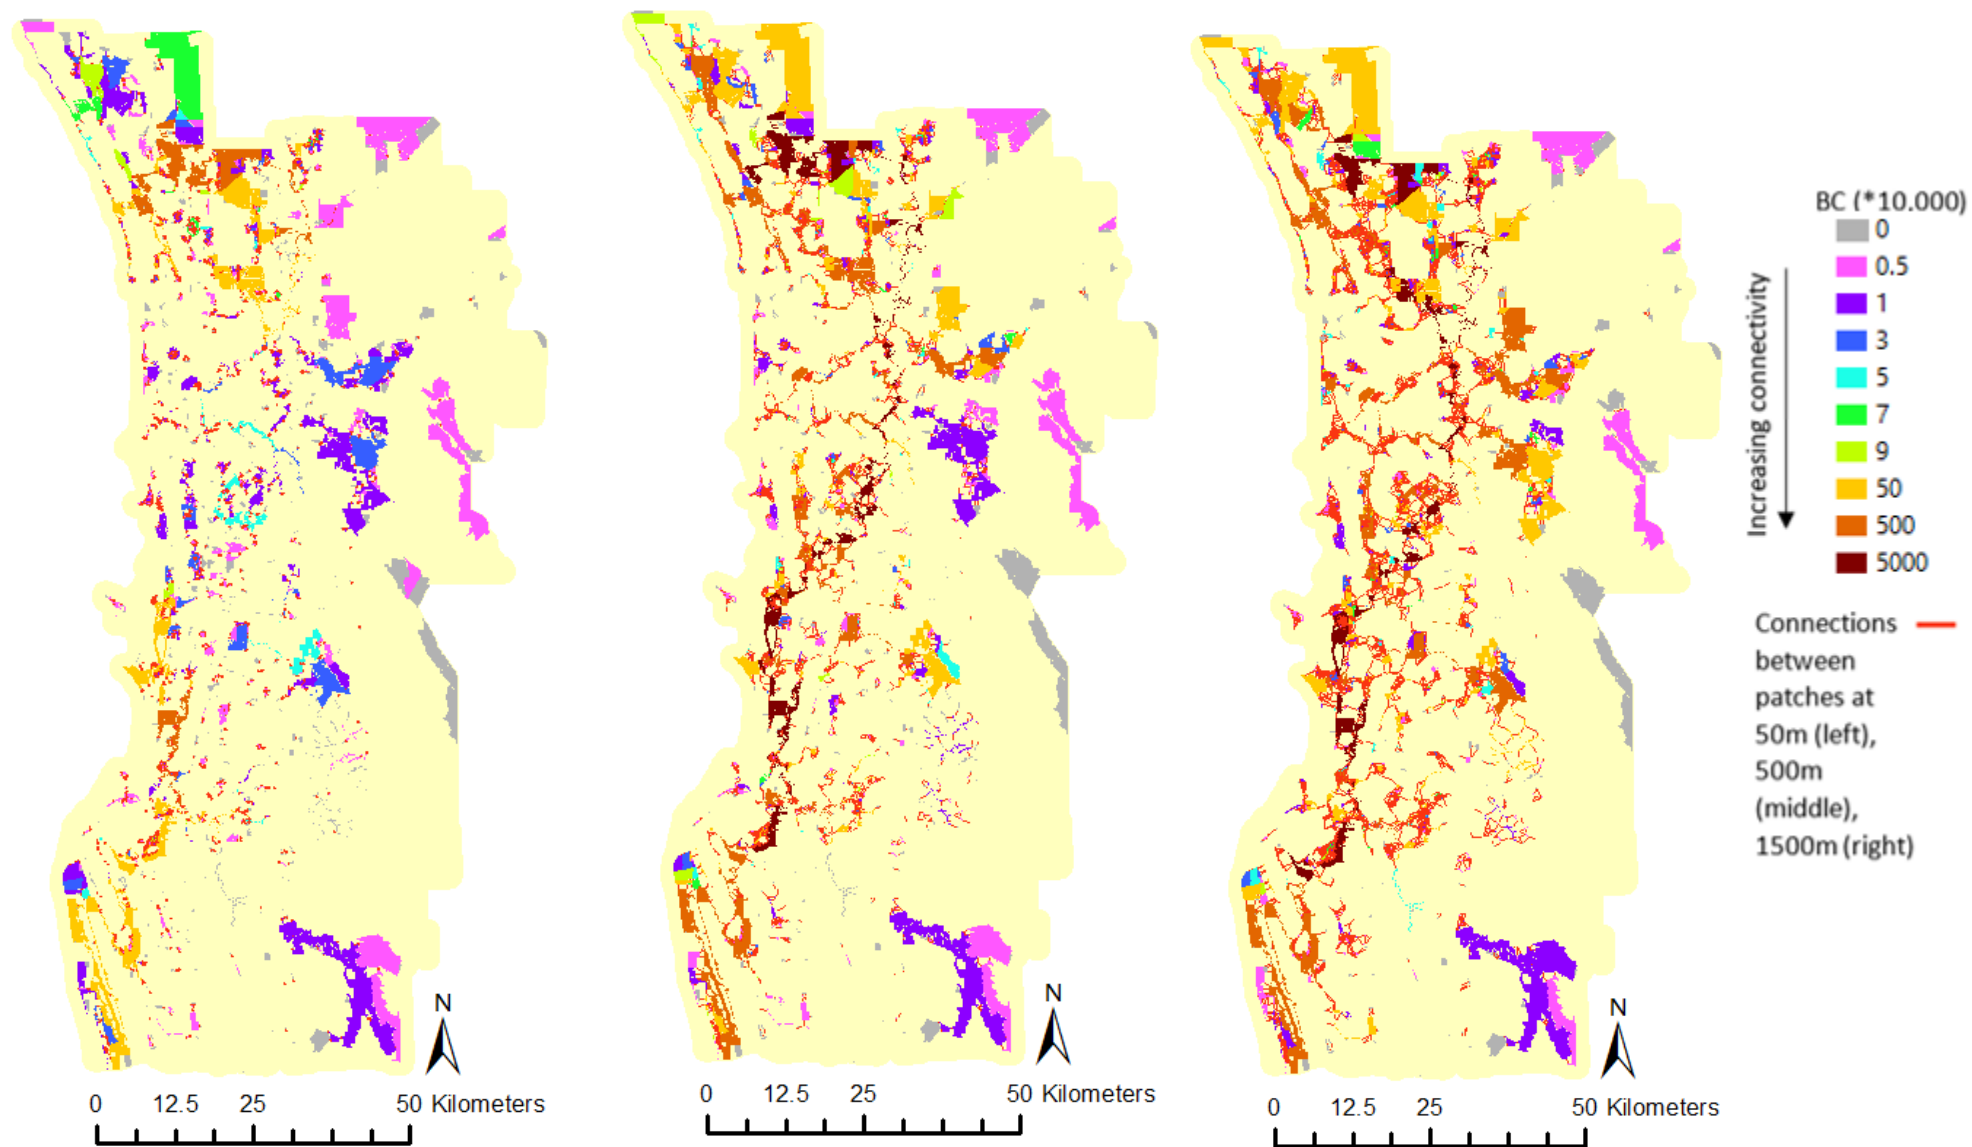 BC (*10.000)
0
0.5
1
3
5
7
9
50
500
5000
Increasing connectivity
Connections
between
patches at
50m (left),
500m
(middle),
1500m (right)
N
0 12.5 25 50 Kilometers
N
0 12.5 25 50 Kilometers
N
0 12.5 25 50 Kilometers